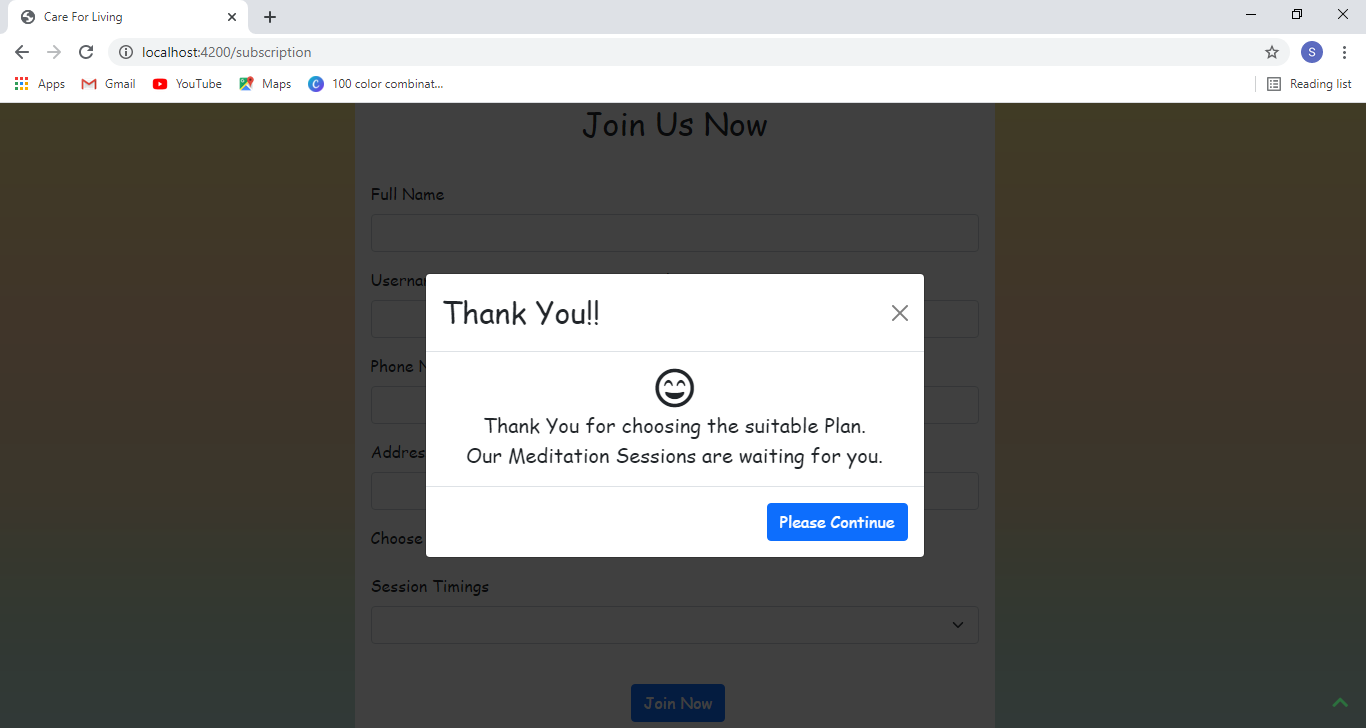 Care For Living
localhost:4200/subscription
S
Apps Gmail YouTube Maps C 100 color combinat... Reading list
Join Us Now
Full Name
Userna
Thank You!!
Phone N
Thank You for choosing the suitable Plan.
Addres
Our Meditation Sessions are waiting for you.
Please Continue
Choose
Session Timings
Join Now